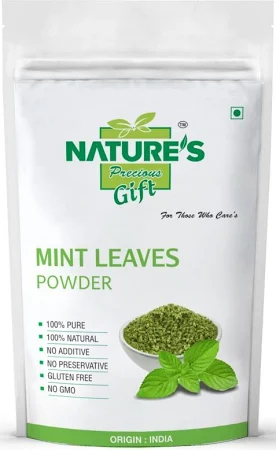 NATURE'S
TM
Precious
Gift
For Those Who Care's
MINT LEAVES
POWDER
100% PURE
100% NATURAL
NO ADDITIVE
NO PRESERVATIVE
GLUTEN FREE
NO GMO
ORIGIN : INDIA